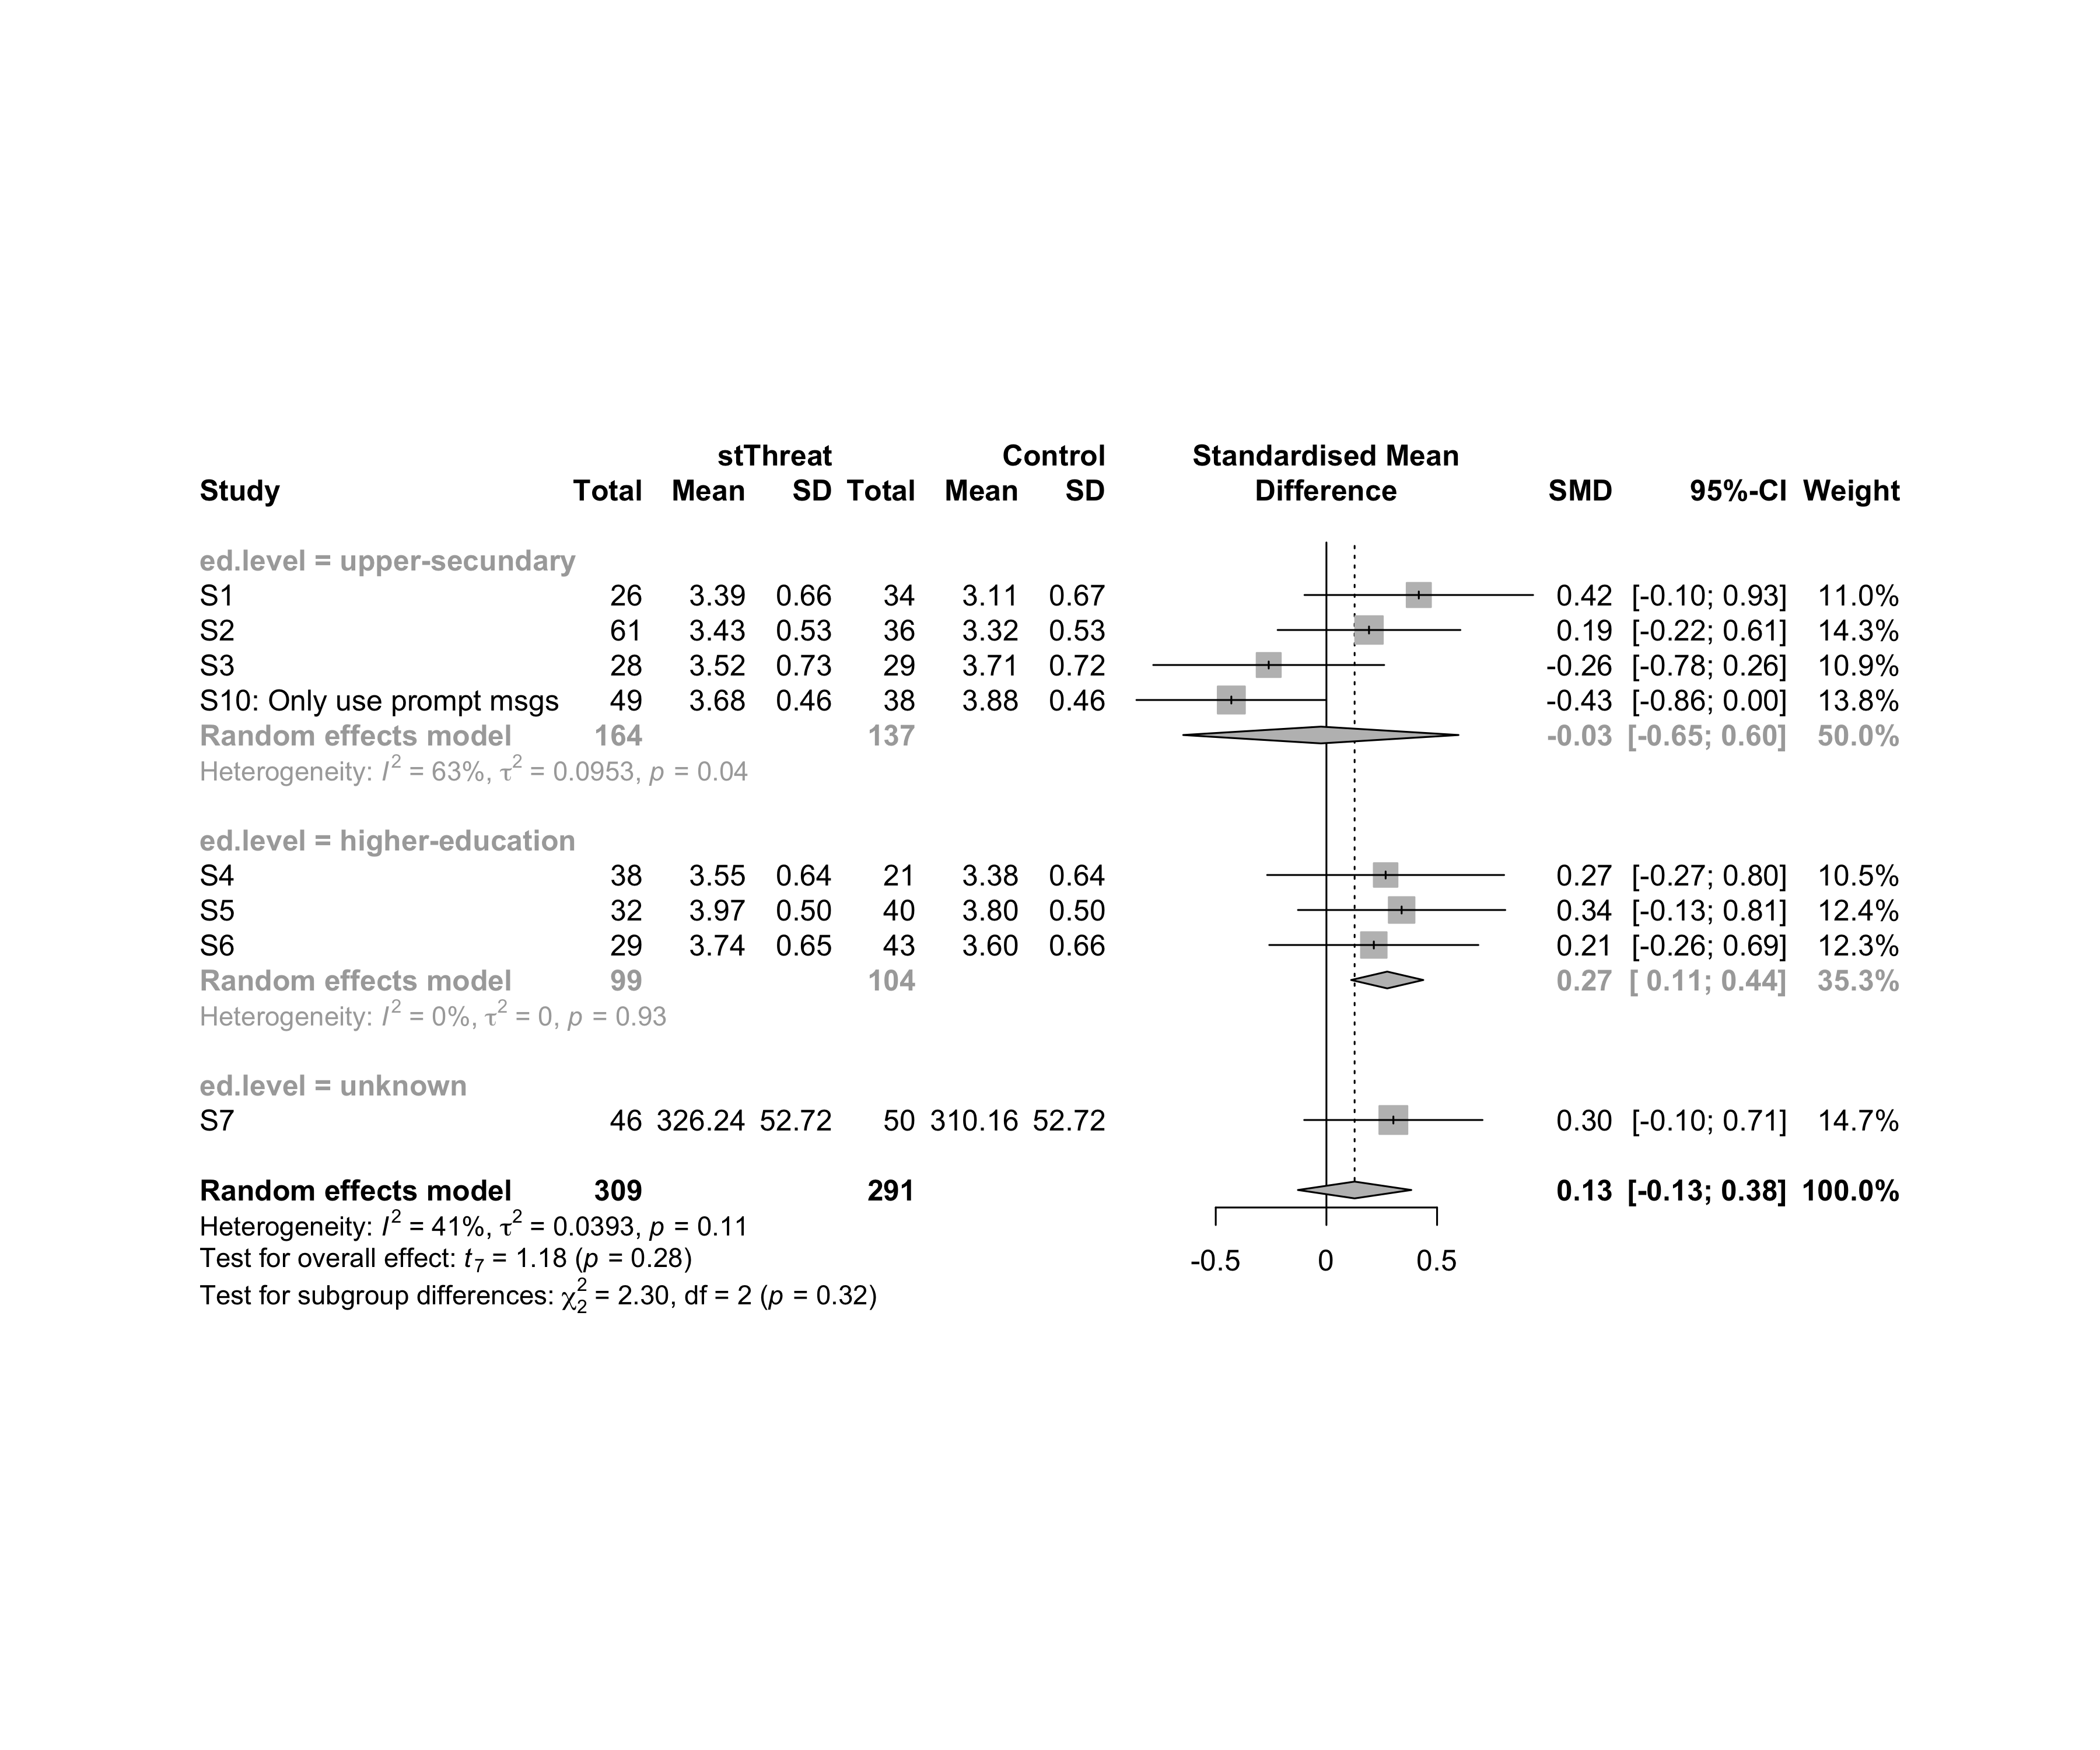 stThreat Control Standardised Mean
Study Total Mean SD Total Mean SD Difference SMD 95%-CI Weight
ed.level = upper-secundary
S1 26 3.39 0.66 34 3.11 0.67 0.42 [-0.10; 0.93] 11.0%
S2 61 3.43 0.53 36 3.32 0.53 0.19 [-0.22; 0.61] 14.3%
S3 28 3.52 0.73 29 3.71 0.72 -0.26 [-0.78; 0.26] 10.9%
S10: Only use prompt msgs 49 3.68 0.46 38 3.88 0.46 -0.43 [-0.86; 0.00] 13.8%
Random effects model 164 137 -0.03 [-0.65; 0.60] 50.0%
Heterogeneity: I² = 63%, τ² = 0.0953, p = 0.04
ed.level = higher-education
S4 38 3.55 0.64 21 3.38 0.64 0.27 [-0.27; 0.80] 10.5%
S5 32 3.97 0.50 40 3.80 0.50 0.34 [-0.13; 0.81] 12.4%
S6 29 3.74 0.65 43 3.60 0.66 0.21 [-0.26; 0.69] 12.3%
Random effects model 99 104 0.27 [ 0.11; 0.44] 35.3%
Heterogeneity: I² = 0%, τ² = 0, p = 0.93
ed.level = unknown
S7 46 326.24 52.72 50 310.16 52.72 0.30 [-0.10; 0.71] 14.7%
Random effects model 309 291 0.13 [-0.13; 0.38] 100.0%
Heterogeneity: I² = 41%, τ² = 0.0393, p = 0.11
Test for overall effect: t₇ = 1.18 (p = 0.28)
-0.5 0 0.5
Test for subgroup differences: χ²₂ = 2.30, df = 2 (p = 0.32)